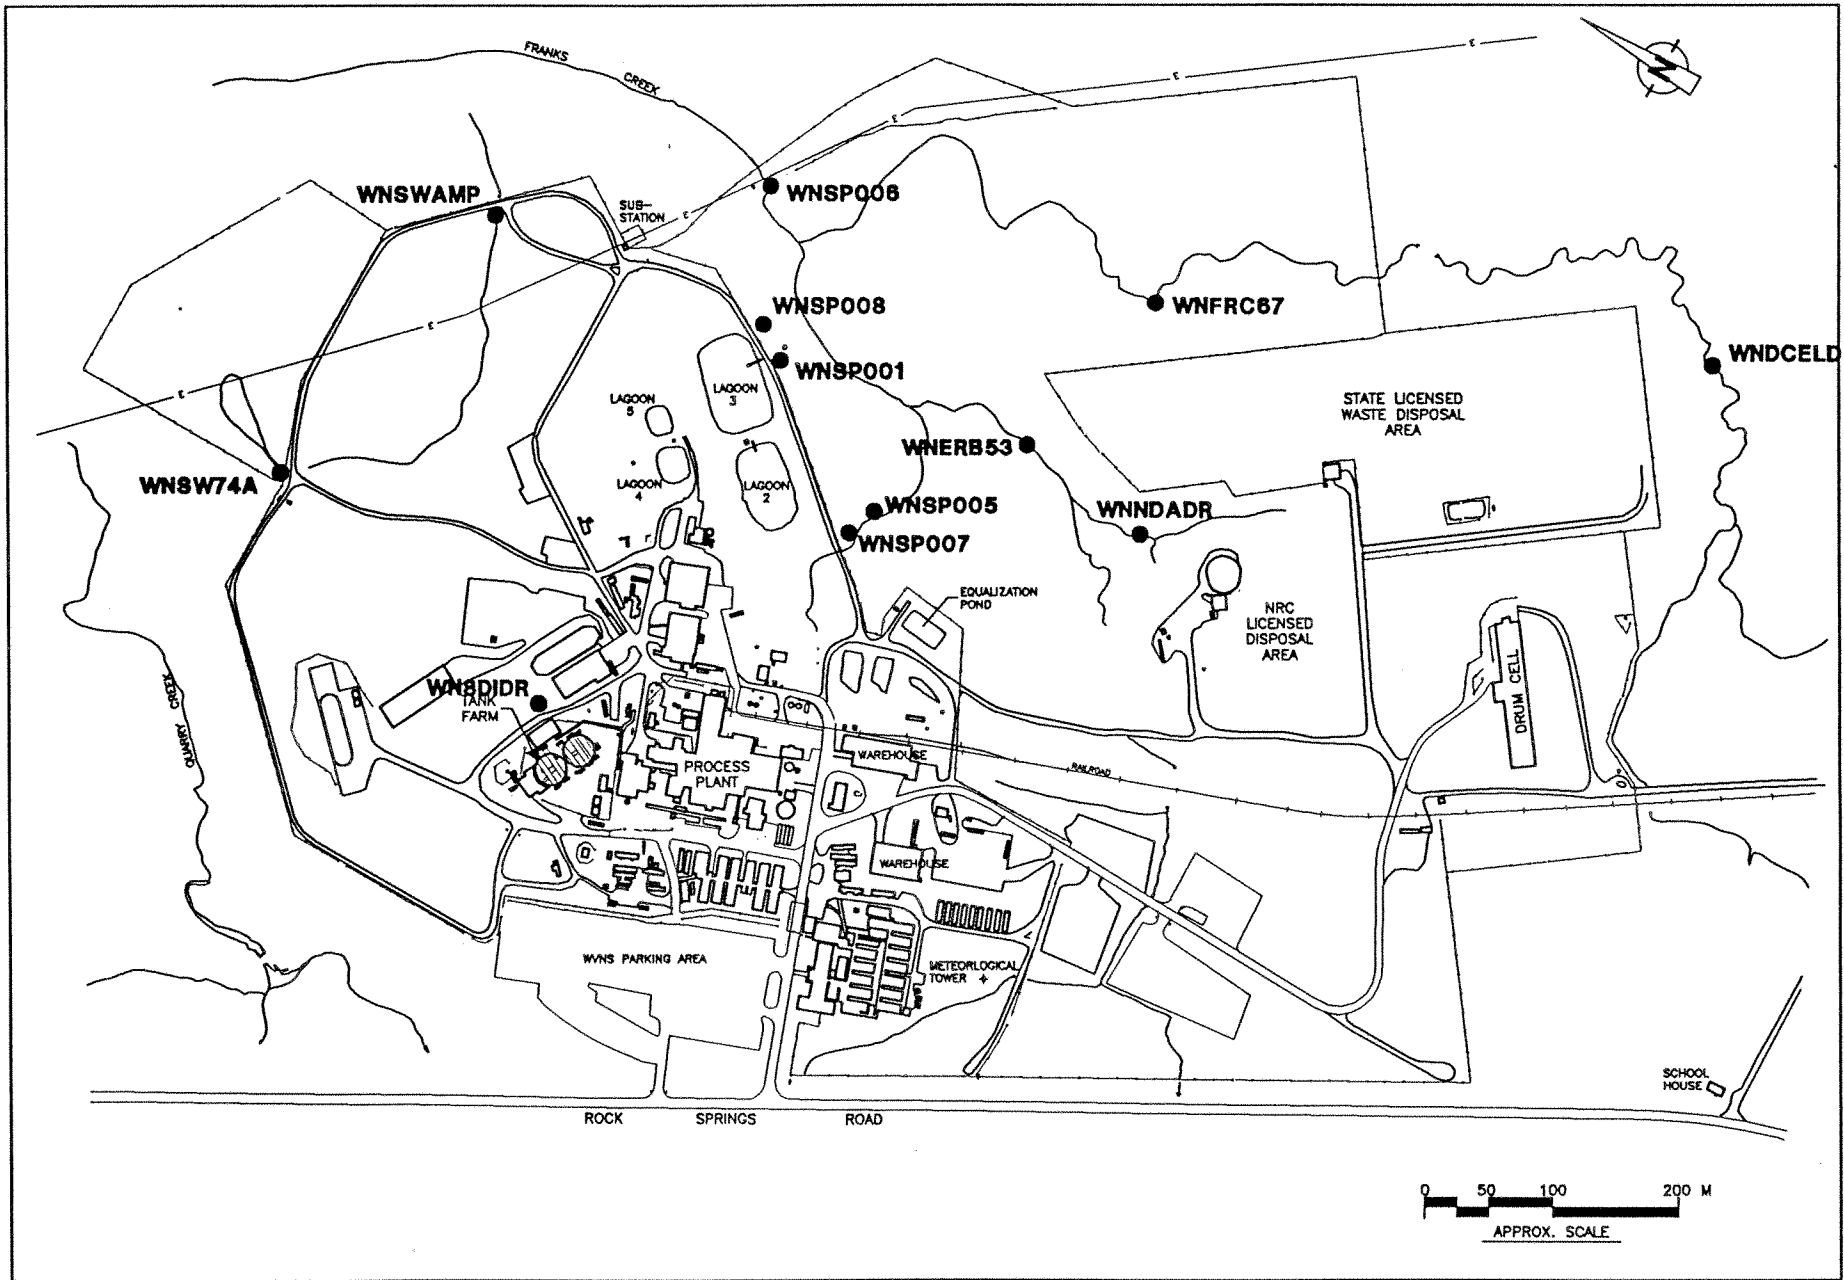 FRANKS
CREEK
N
E
E
E
WNSWAMP
SUB-
STATION
WNSP006
E
WNSP008
WNFRC67
E
WNSP001
WNDCELD
LAGOON
3
LAGOON
5
STATE LICENSED
WASTE DISPOSAL
AREA
E
WNERB53
WNSW74A
LAGOON
4
LAGOON
2
WNSP005
WNNDADR
WNSP007
EQUALIZATION
POND
NRC
LICENSED
DISPOSAL
AREA
DRUM CELL
QUARRY CREEK
WNSDIDR
TANK
FARM
PROCESS
PLANT
WAREHOUSE
RAILROAD
WAREHOUSE
WVNS PARKING AREA
METEORLOGICAL
TOWER
SCHOOL
HOUSE
ROCK SPRINGS ROAD
0 50 100 200 M
APPROX. SCALE